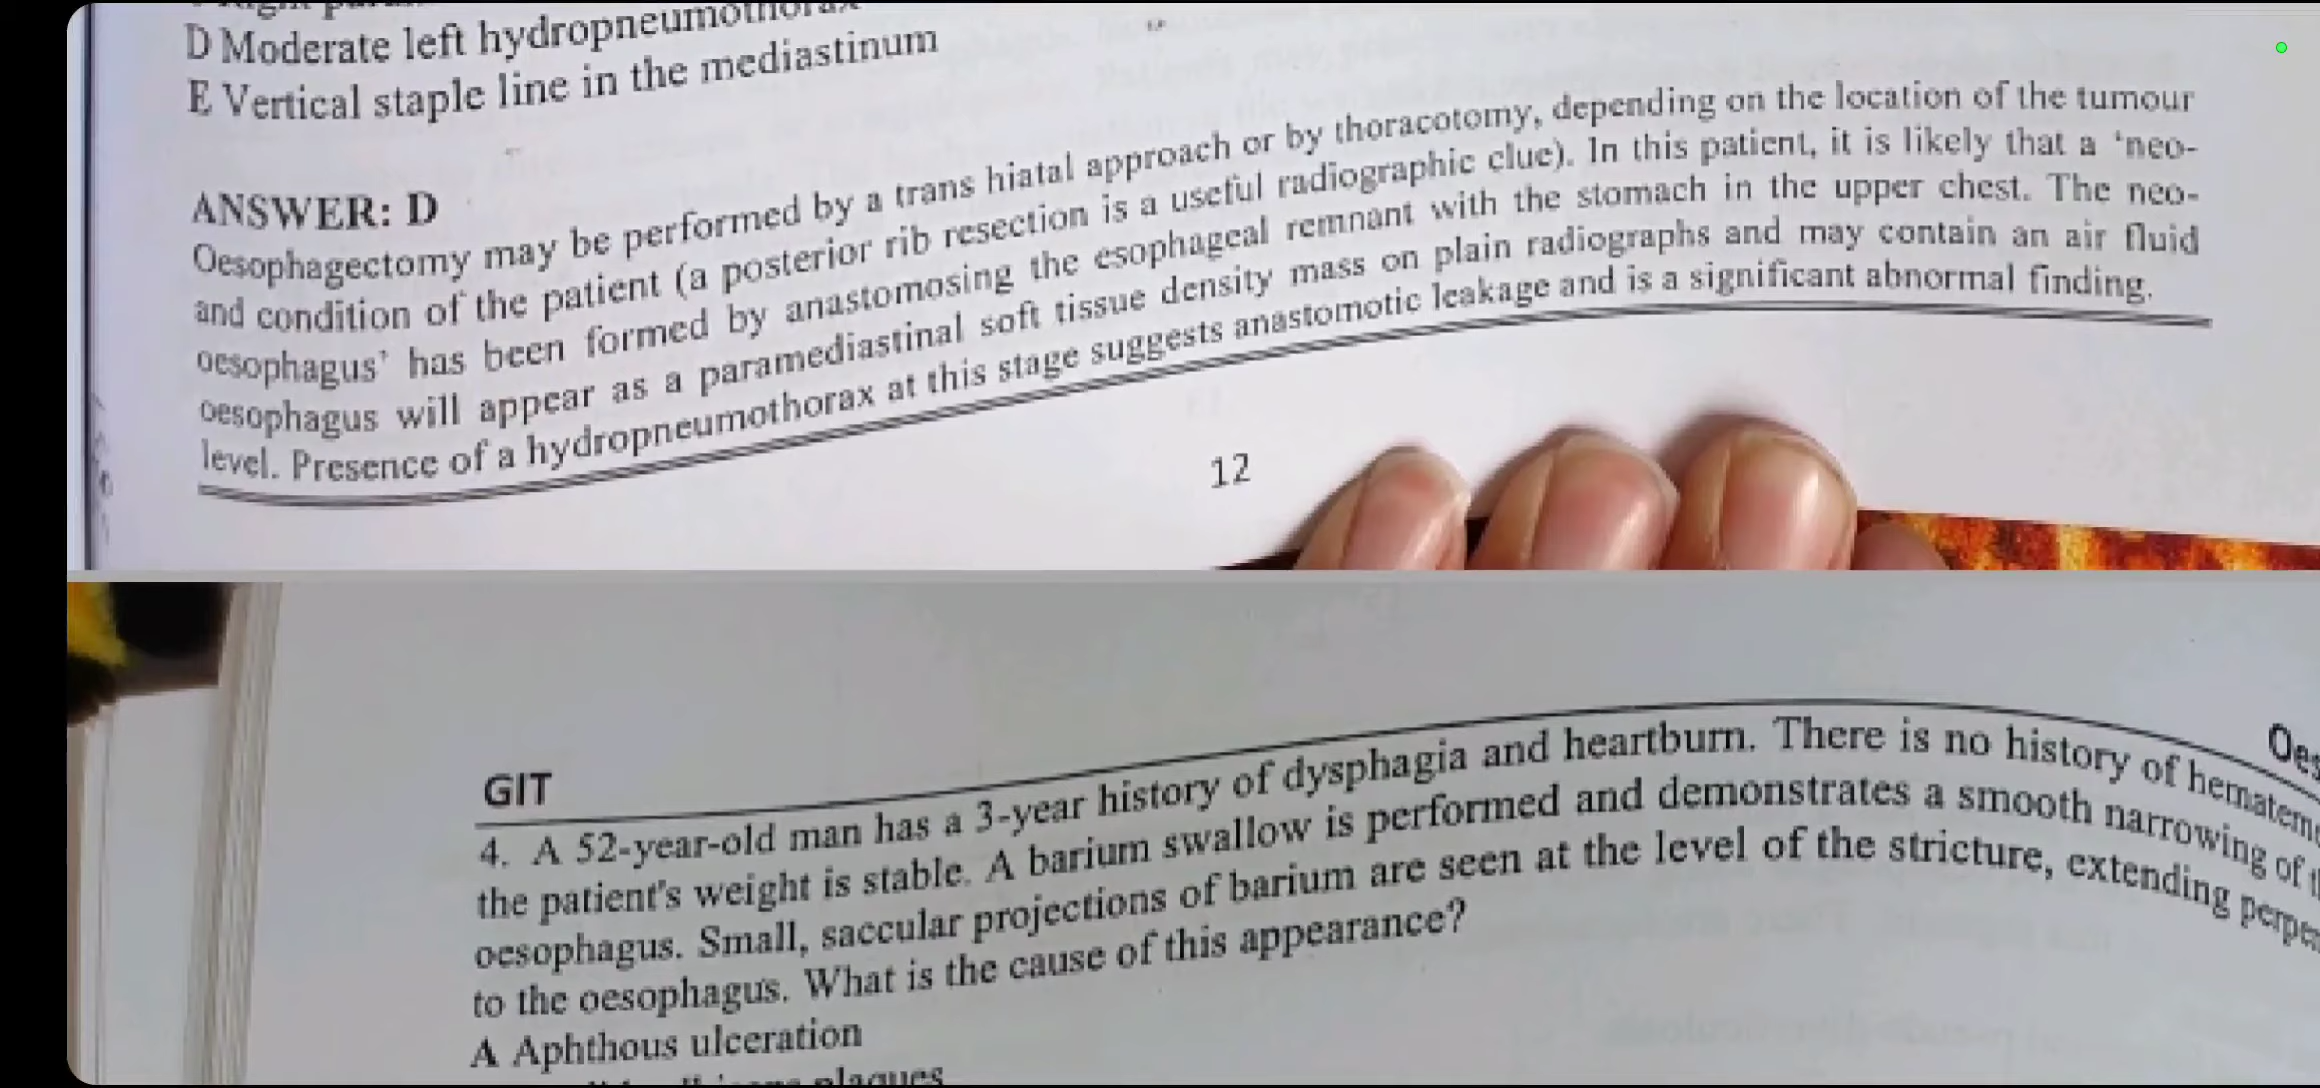 D Moderate left hydropneumothorax
E Vertical staple line in the mediastinum
ANSWER: D
Oesophagectomy may be performed by a trans hiatal approach or by thoracotomy, depending on the location of the tumour
and condition of the patient (a posterior rib resection is a useful radiographic clue). In this patient, it is likely that a ‘neo-
oesophagus’ has been formed by anastomosing the esophageal remnant with the stomach in the upper chest. The neo-
oesophagus will appear as a paramediastinal soft tissue density mass on plain radiographs and may contain an air fluid
level. Presence of a hydropneumothorax at this stage suggests anastomotic leakage and is a significant abnormal finding.
12
GIT
Oes
4. A 52-year-old man has a 3-year history of dysphagia and heartburn. There is no history of
the patient's weight is stable. A barium swallow is performed and demonstrates a smooth narrowing of
oesophagus. Small, saccular projections of barium are seen at the level of the stricture, extending
to the oesophagus. What is the cause of this appearance?
A Aphthous ulceration
plaques